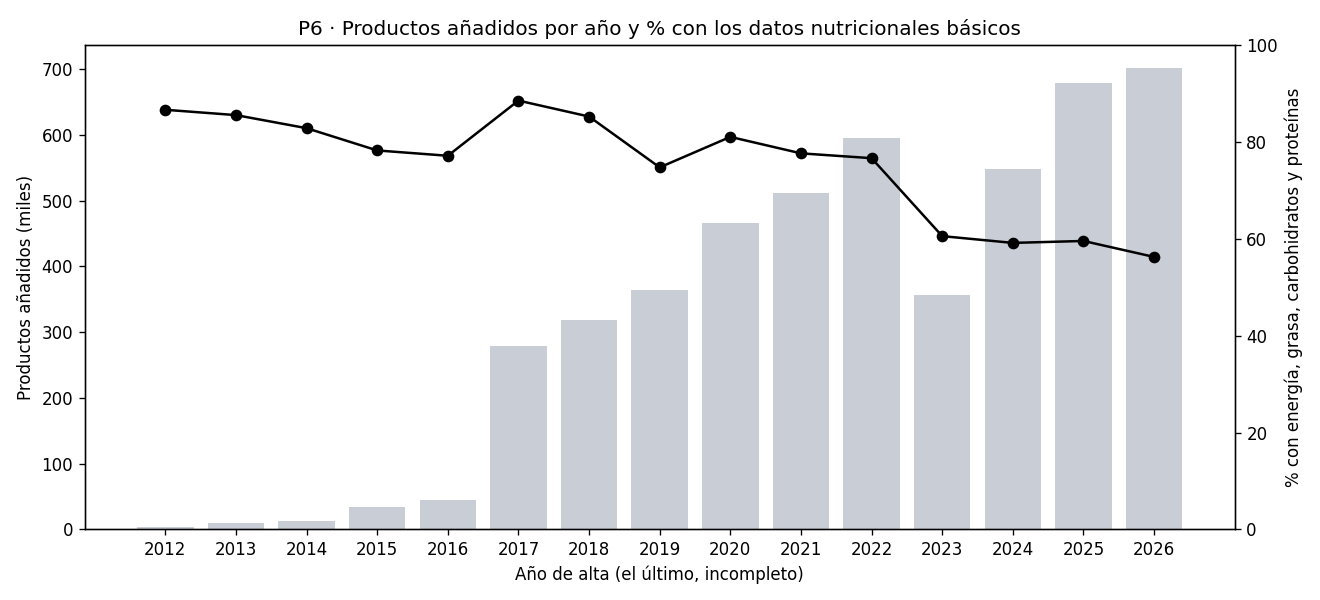 P6 · Productos añadidos por año y % con los datos nutricionales básicos
Productos añadidos (miles)
700
600
500
400
300
200
100
0
100
80
60
40
20
0
% con energía, grasa, carbohidratos y proteínas
2012 2013 2014 2015 2016 2017 2018 2019 2020 2021 2022 2023 2024 2025 2026
Año de alta (el último, incompleto)